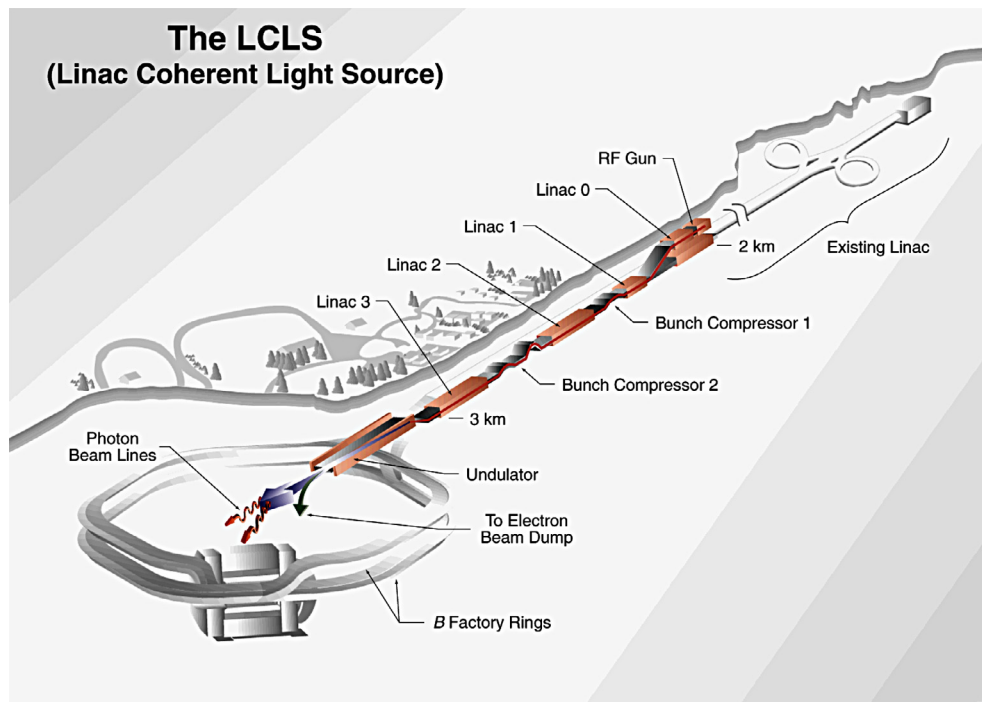 The LCLS
(Linac Coherent Light Source)
RF Gun
Linac 0
Linac 1
2 km
Existing Linac
Linac 2
Linac 3
Bunch Compressor 1
Bunch Compressor 2
3 km
Photon
Beam Lines
Undulator
To Electron
Beam Dump
B Factory Rings